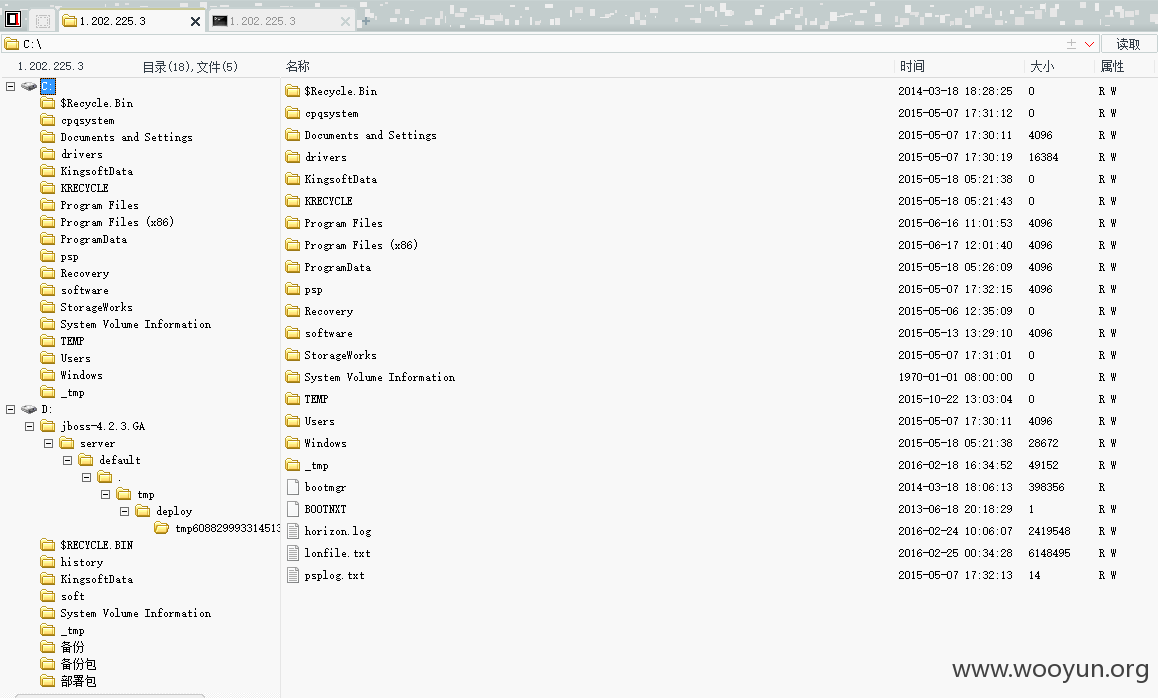 1.202.225.3 1.202.225.3
C:\ 读取
1.202.225.3 目录(18),文件(5) 名称 时间 大小 属性
C:
$Recycle.Bin
cpqsystem
Documents and Settings
drivers
KingsoftData
KRECYCLE
Program Files
Program Files (x86)
ProgramData
psp
Recovery
software
StorageWorks
System Volume Information
TEMP
Users
Windows
_tmp
D:
jboss-4.2.3.GA
server
default
.
tmp
deploy
tmp608829993314513
$RECYCLE.BIN
history
KingsoftData
soft
System Volume Information
_tmp
备份
备份包
部署包
$Recycle.Bin 2014-03-18 18:28:25 0 R W
cpqsystem 2015-05-07 17:31:12 0 R W
Documents and Settings 2015-05-07 17:30:11 4096 R W
drivers 2015-05-07 17:30:19 16384 R W
KingsoftData 2015-05-18 05:21:38 0 R W
KRECYCLE 2015-05-18 05:21:43 0 R W
Program Files 2015-06-16 11:01:53 4096 R W
Program Files (x86) 2015-06-17 12:01:40 4096 R W
ProgramData 2015-05-18 05:26:09 4096 R W
psp 2015-05-07 17:32:15 4096 R W
Recovery 2015-05-06 12:35:09 0 R W
software 2015-05-13 13:29:10 4096 R W
StorageWorks 2015-05-07 17:31:01 0 R W
System Volume Information 1970-01-01 08:00:00 0 R W
TEMP 2015-10-22 13:03:04 0 R W
Users 2015-05-07 17:30:11 4096 R W
Windows 2015-05-18 05:21:38 28672 R W
_tmp 2016-02-18 16:34:52 49152 R W
bootmgr 2014-03-18 18:06:13 398356 R
BOOTNXT 2013-06-18 20:18:29 1 R W
horizon.log 2016-02-24 10:06:07 2419548 R W
lonfile.txt 2016-02-25 00:34:28 6148495 R W
psplog.txt 2015-05-07 17:32:13 14 R W
www.wooyun.org